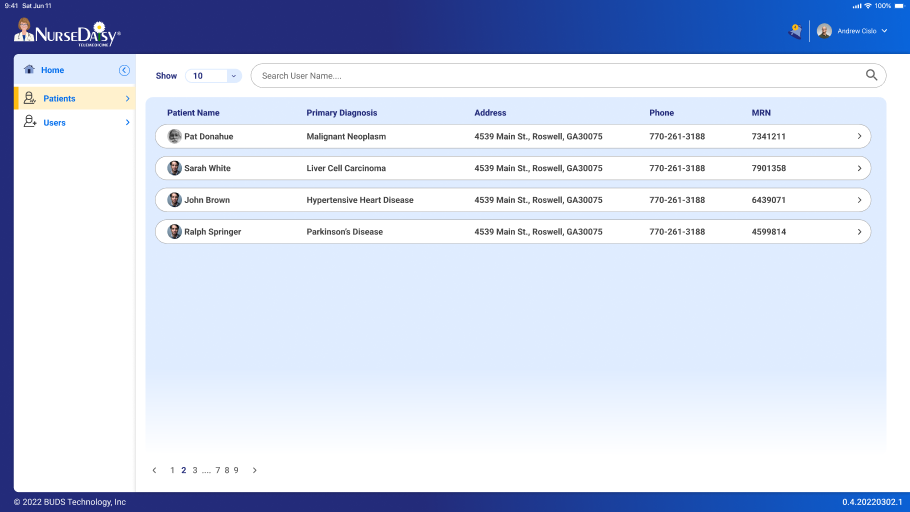 9:41 Sat Jun 11
100%
NURSEDAISY®
TELEMEDICINE
Andrew Cislo
Home
Patients
Users
Show 10 Search User Name....
Patient Name Primary Diagnosis Address Phone MRN
Pat Donahue Malignant Neoplasm 4539 Main St., Roswell, GA30075 770-261-3188 7341211
Sarah White Liver Cell Carcinoma 4539 Main St., Roswell, GA30075 770-261-3188 7901358
John Brown Hypertensive Heart Disease 4539 Main St., Roswell, GA30075 770-261-3188 6439071
Ralph Springer Parkinson's Disease 4539 Main St., Roswell, GA30075 770-261-3188 4599814
1 2 3 .... 7 8 9
© 2022 BUDS Technology, Inc
0.4.20220302.1